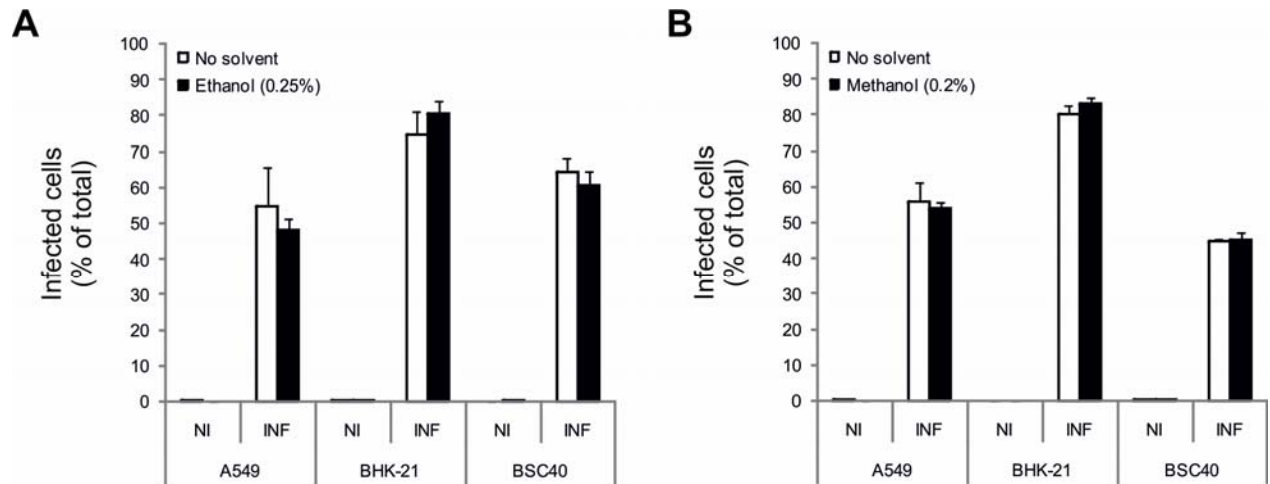 A
Infected cells
(% of total)
100
90
80
70
60
50
40
30
20
10
0
No solvent
Ethanol (0.25%)
NI INF NI INF NI INF
A549 BHK-21 BSC40
B
Infected cells
(% of total)
100
90
80
70
60
50
40
30
20
10
0
No solvent
Methanol (0.2%)
NI INF NI INF NI INF
A549 BHK-21 BSC40